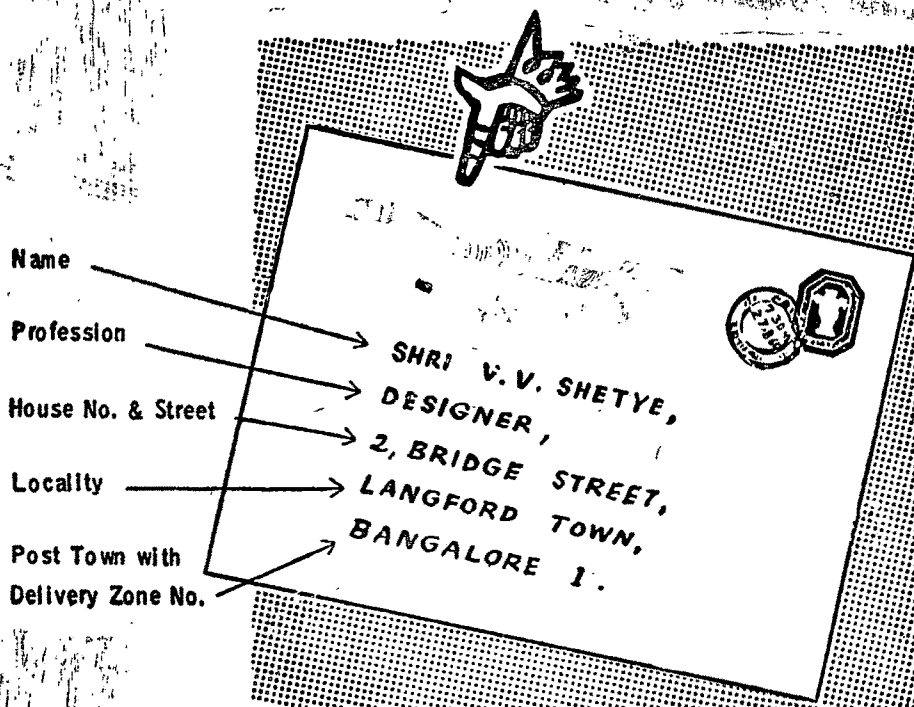 Name
Profession
House No. & Street
Locality
Post Town with
Delivery Zone No.
SHRI V.V. SHETYE,
DESIGNER,
2, BRIDGE STREET,
LANGFORD TOWN,
BANGALORE 1.